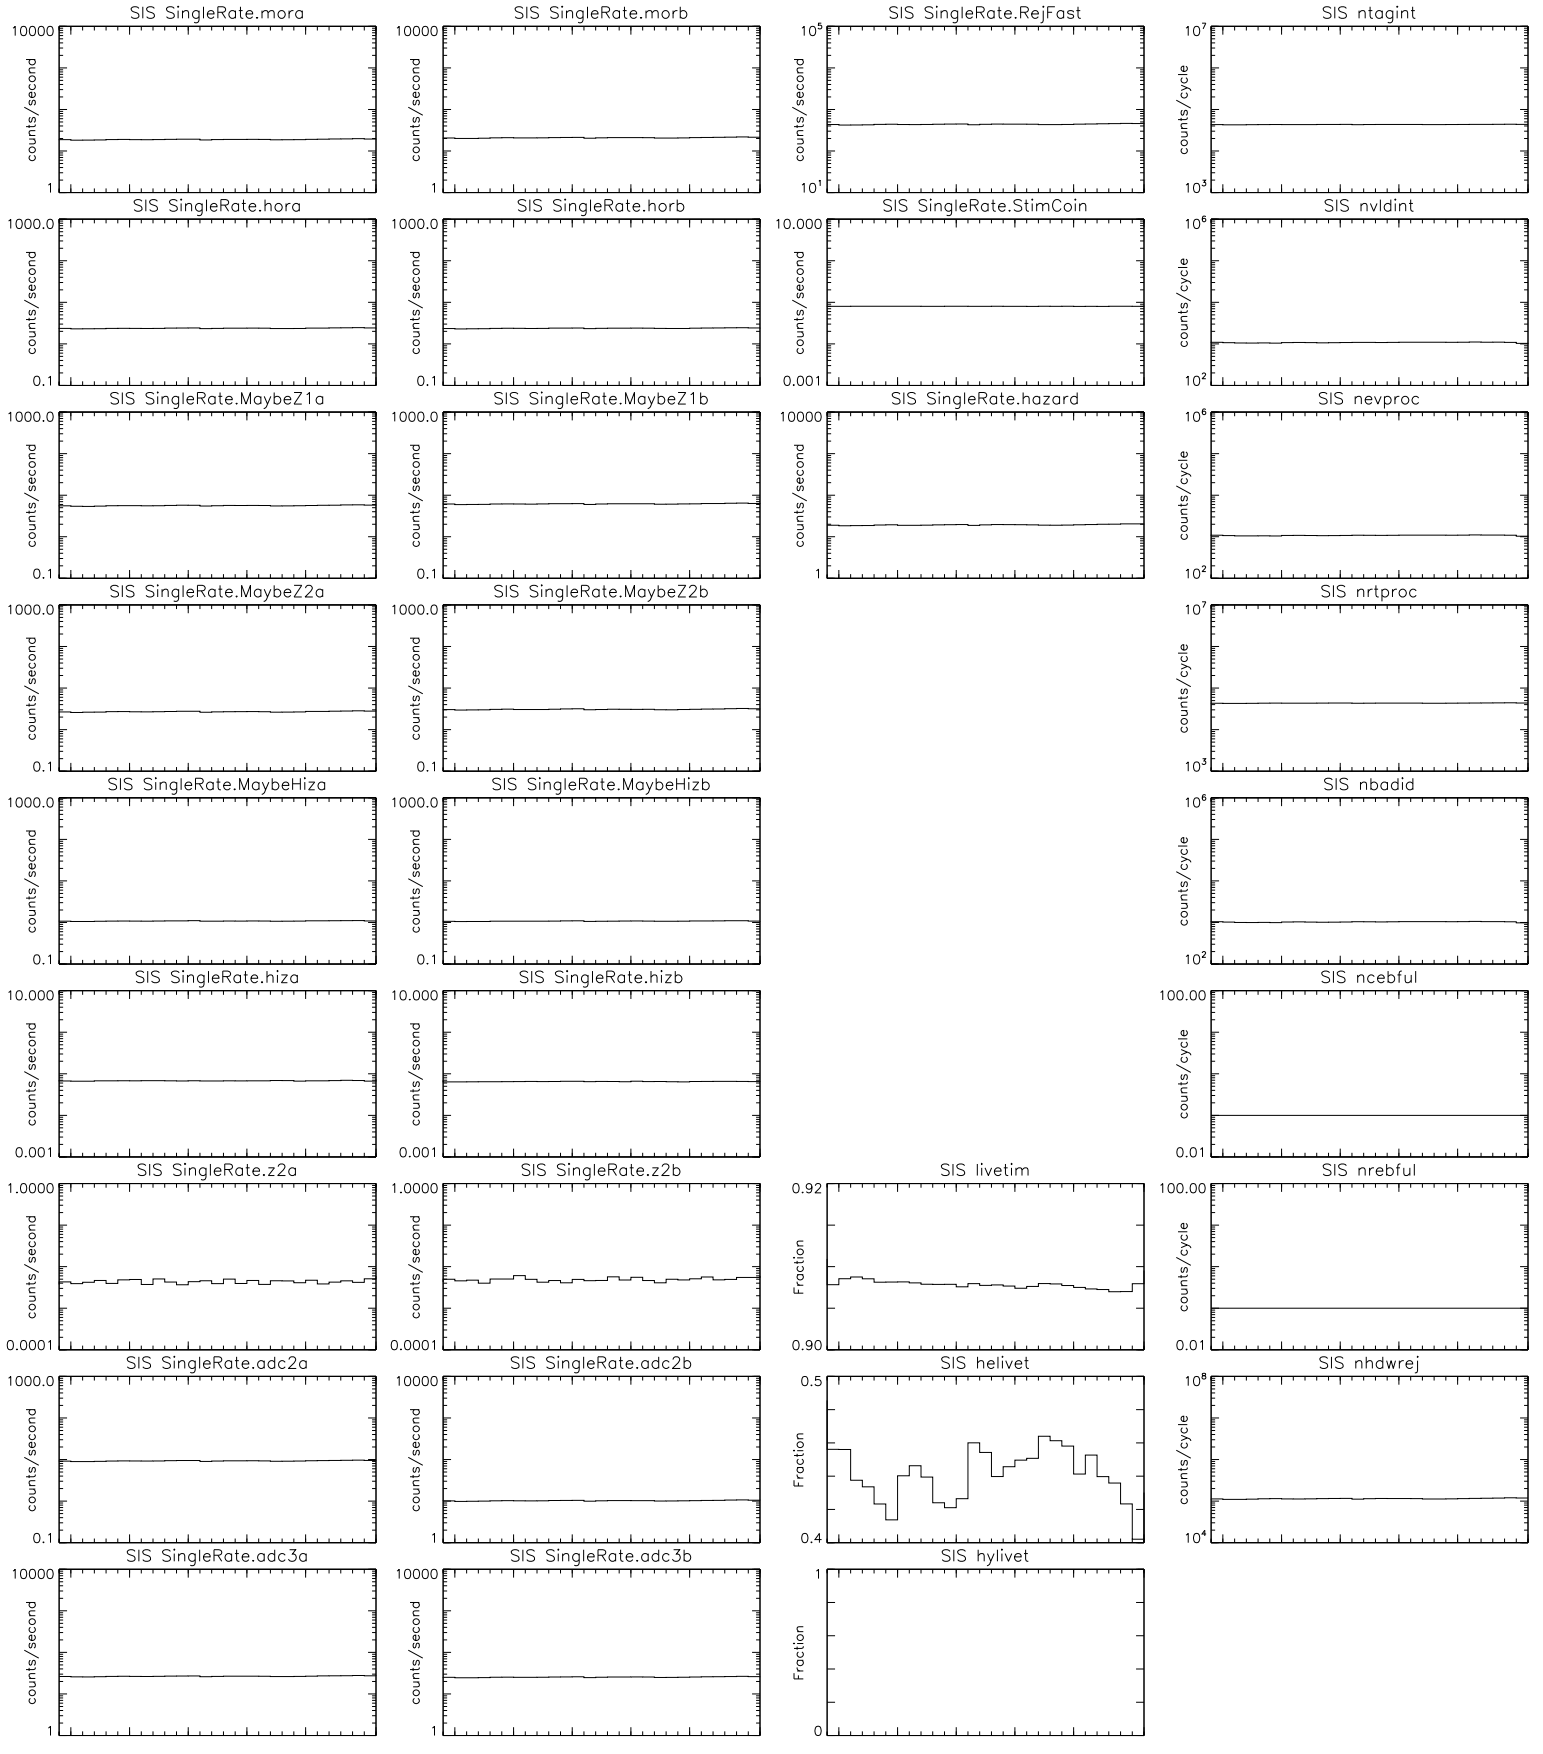 SIS SingleRate.mora
10000
counts/second
1
SIS SingleRate.morb
10000
counts/second
1
SIS SingleRate.RejFast
10^5
counts/second
10^1
SIS ntagint
10^7
counts/cycle
10^3
SIS SingleRate.hora
1000.0
counts/second
0.1
SIS SingleRate.horb
1000.0
counts/second
0.1
SIS SingleRate.StimCoin
10.000
counts/second
0.001
SIS nvldint
10^6
counts/cycle
10^2
SIS SingleRate.MaybeZ1a
1000.0
counts/second
0.1
SIS SingleRate.MaybeZ1b
1000.0
counts/second
0.1
SIS SingleRate.hazard
10000
counts/second
1
SIS nevproc
10^6
counts/cycle
10^2
SIS SingleRate.MaybeZ2a
1000.0
counts/second
0.1
SIS SingleRate.MaybeZ2b
1000.0
counts/second
0.1
SIS nrtproc
10^7
counts/cycle
10^3
SIS SingleRate.MaybeHiza
1000.0
counts/second
0.1
SIS SingleRate.MaybeHizb
1000.0
counts/second
0.1
SIS nbadid
10^6
counts/cycle
10^2
SIS SingleRate.hiza
10.000
counts/second
0.001
SIS SingleRate.hizb
10.000
counts/second
0.001
SIS ncebful
100.00
counts/cycle
0.01
SIS SingleRate.z2a
1.0000
counts/second
0.0001
SIS SingleRate.z2b
1.0000
counts/second
0.0001
SIS livetim
0.92
Fraction
0.90
SIS nrebful
100.00
counts/cycle
0.01
SIS SingleRate.adc2a
1000.0
counts/second
0.1
SIS SingleRate.adc2b
10000
counts/second
1
SIS helivet
0.5
Fraction
0.4
SIS nhdwrej
10^8
counts/cycle
10^4
SIS SingleRate.adc3a
10000
counts/second
1
SIS SingleRate.adc3b
10000
counts/second
1
SIS hylivet
1
Fraction
0